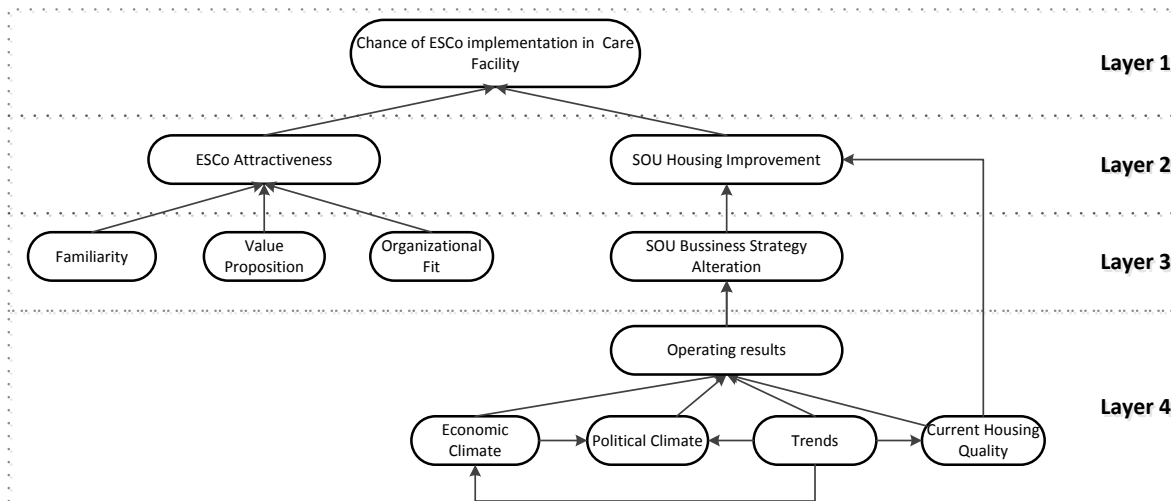 Chance of ESCo implementation in Care
Facility
Layer 1
ESCo Attractiveness
SOU Housing Improvement
Layer 2
Familiarity
Value
Proposition
Organizational
Fit
SOU Bussiness Strategy
Alteration
Layer 3
Operating results
Layer 4
Economic
Climate
Political Climate
Trends
Current Housing
Quality